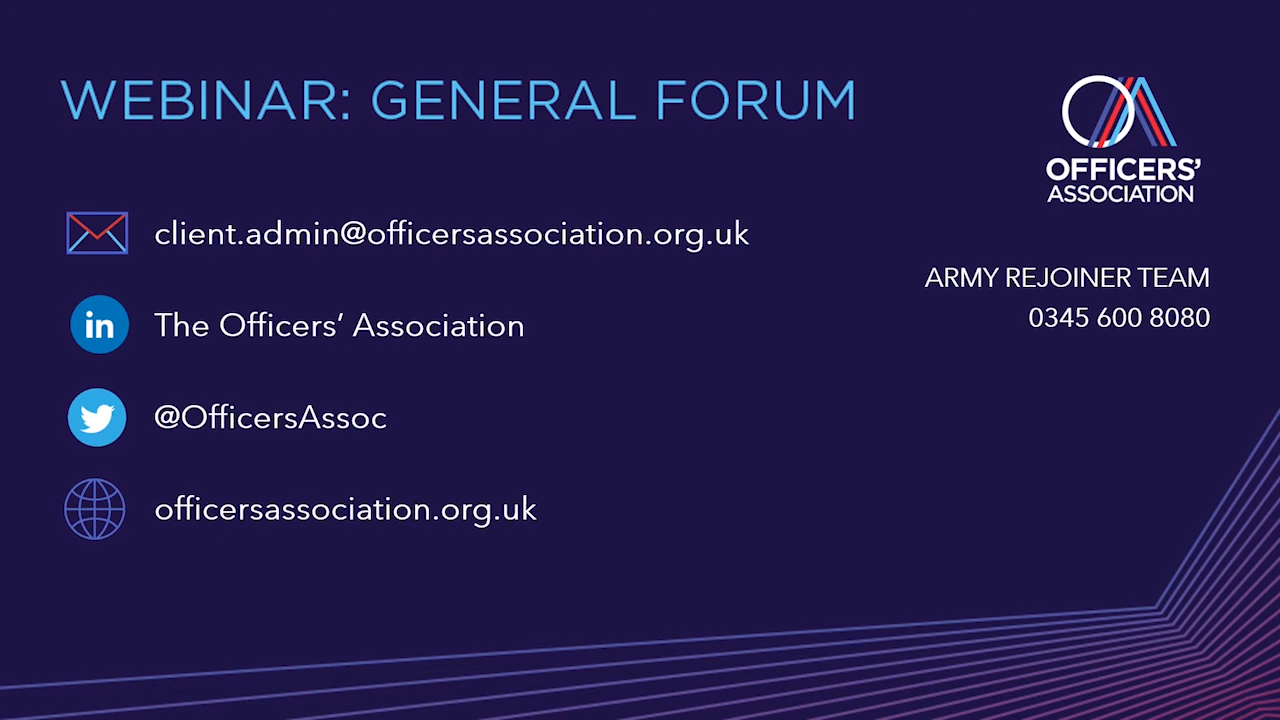 WEBINAR: GENERAL FORUM
OFFICERS'
ASSOCIATION
client.admin@officersassociation.org.uk
in The Officers' Association
@OfficersAssoc
officersassociation.org.uk
ARMY REJOINER TEAM
0345 600 8080